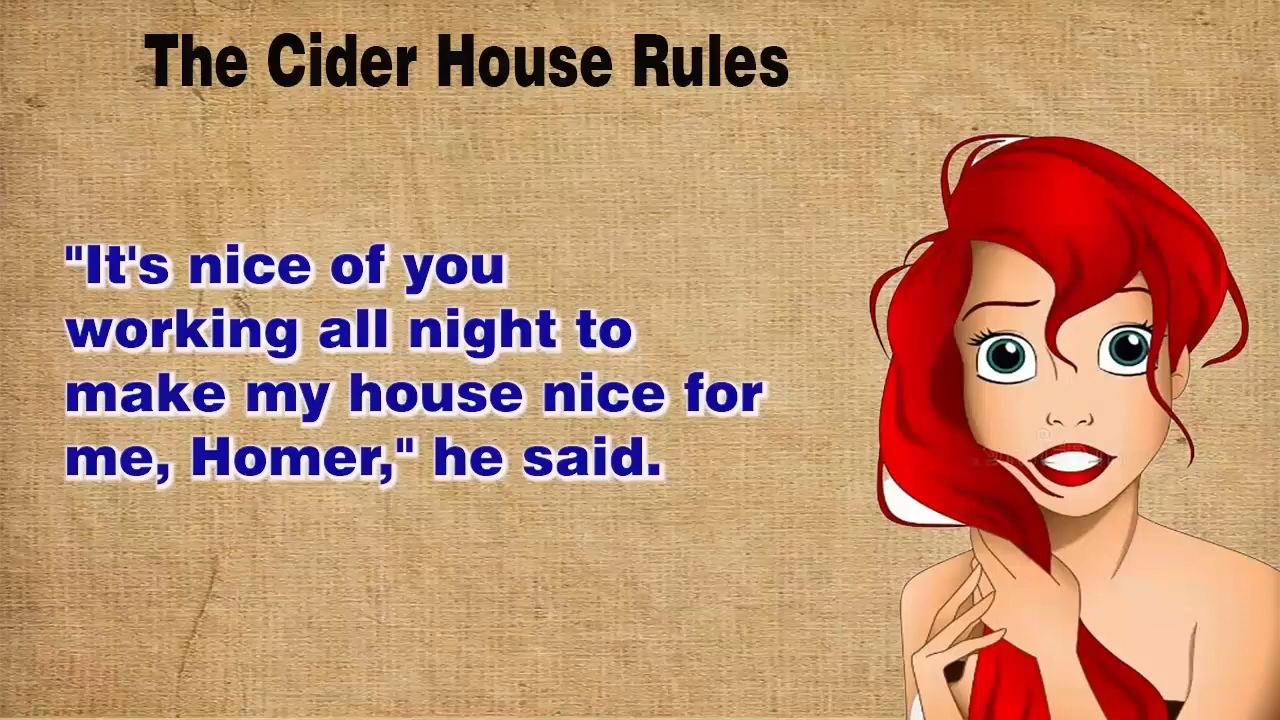 The Cider House Rules
"It's nice of you
working all night to
make my house nice for
me, Homer," he said.